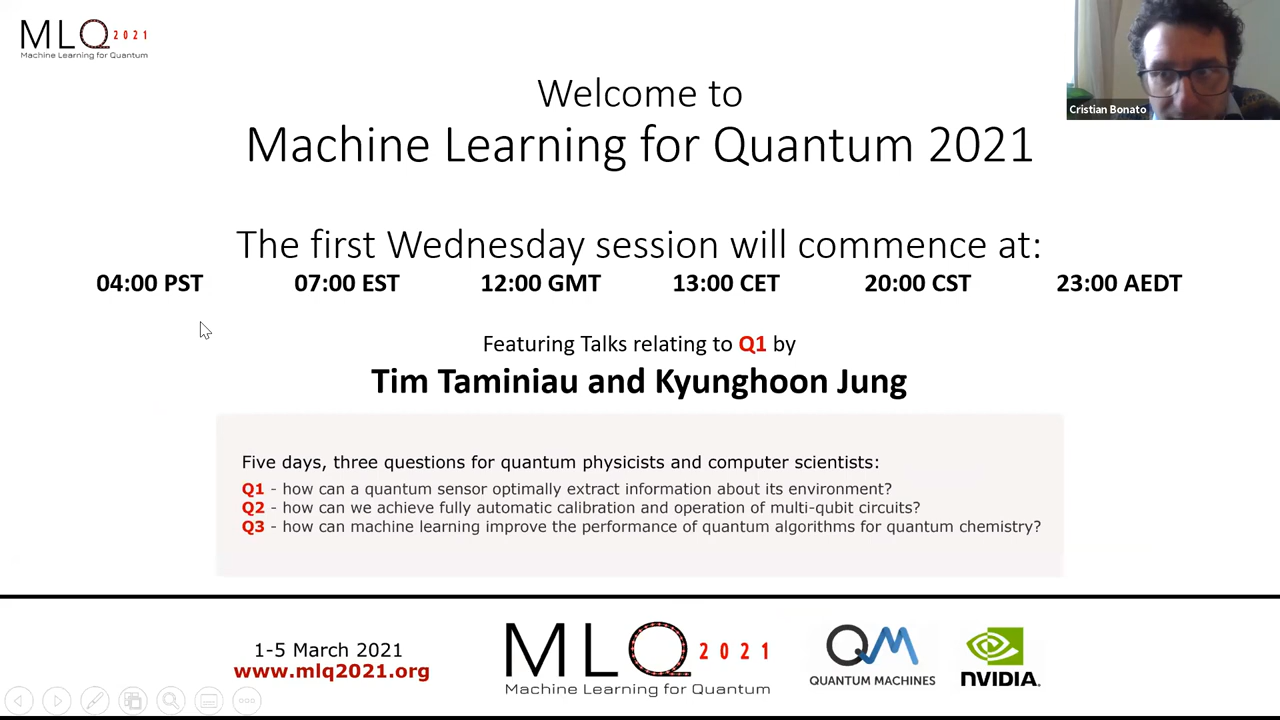 MLQ 2021
Machine Learning for Quantum
Cristian Bonato
Welcome to
Machine Learning for Quantum 2021
The first Wednesday session will commence at:
04:00 PST 07:00 EST 12:00 GMT 13:00 CET 20:00 CST 23:00 AEDT
Featuring Talks relating to Q1 by
Tim Taminiau and Kyunghoon Jung
Five days, three questions for quantum physicists and computer scientists:
Q1 - how can a quantum sensor optimally extract information about its environment?
Q2 - how can we achieve fully automatic calibration and operation of multi-qubit circuits?
Q3 - how can machine learning improve the performance of quantum algorithms for quantum chemistry?
1-5 March 2021
www.mlq2021.org
MLQ 2021
Machine Learning for Quantum
QM
QUANTUM MACHINES
NVIDIA.